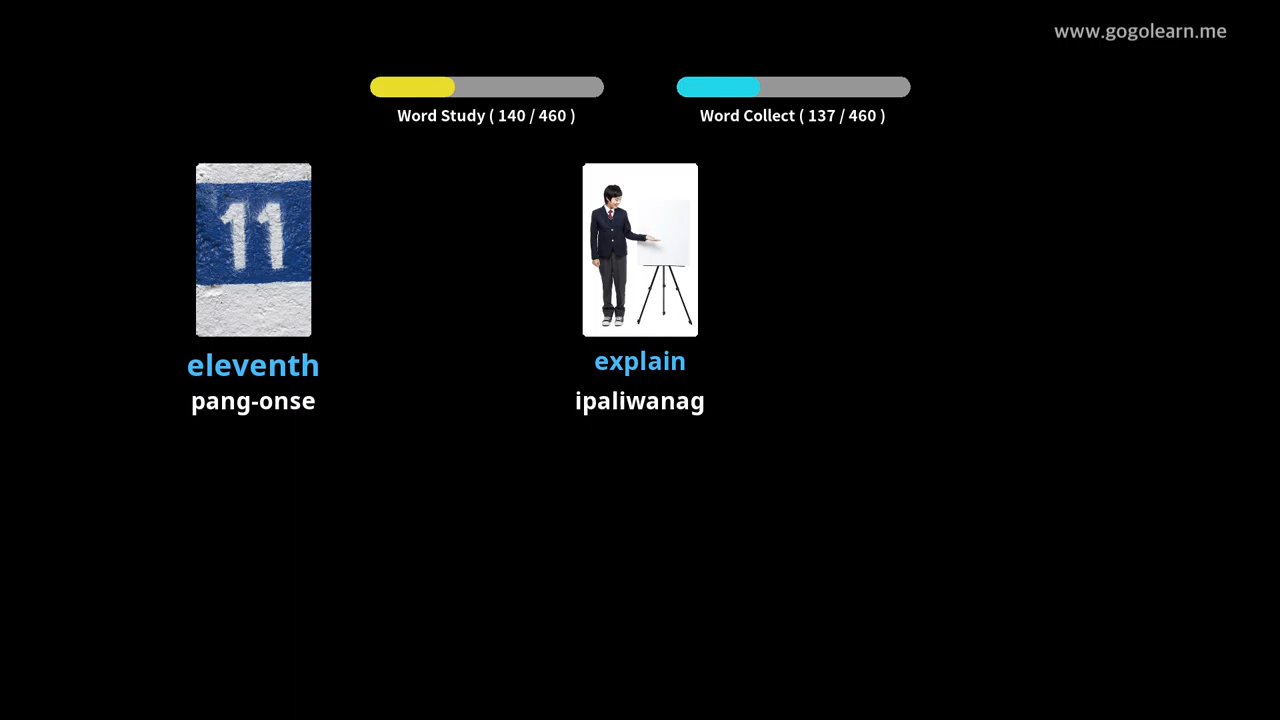 www.gogolearn.me
Word Study ( 140 / 460 )
Word Collect ( 137 / 460 )
11
eleventh
pang-onse
explain
ipaliwanag